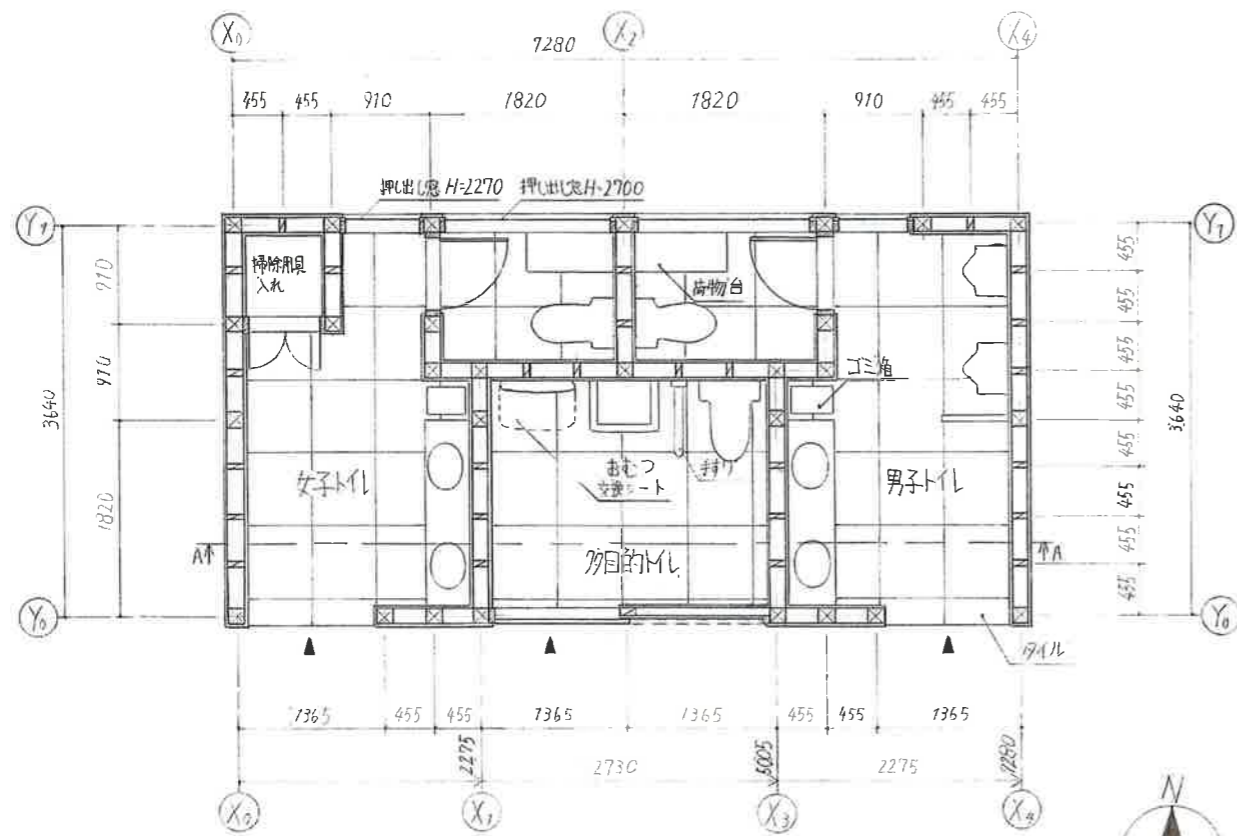 X₀
X₂
X₄
7280
455
455
910
1820
1820
910
455
455
押し出し窓 H=2270
押し出し窓 H=2700
Y₁
Y₁
掃除用具
入れ
荷物台
ゴミ箱
910
910
1820
3640
455
455
455
455
455
455
455
455
3640
女子トイレ
おむつ
交換シート
手すり
男子トイレ
A
多目的トイレ
A
Y₀
Y₀
タイル
1365
455
455
1365
1365
455
455
1365
2275
2730
5005
2275
7280
X₀
X₁
X₃
X₄
N